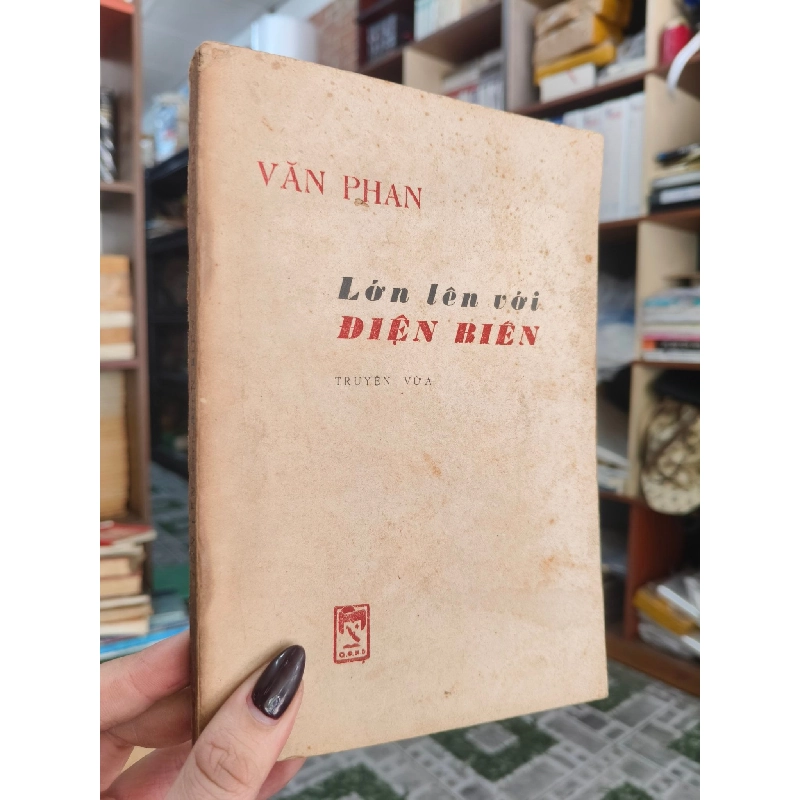 VĂN PHAN
Lớn lên với
ĐIỆN BIÊN
TRUYỆN VỪA
Q.Đ.N.D